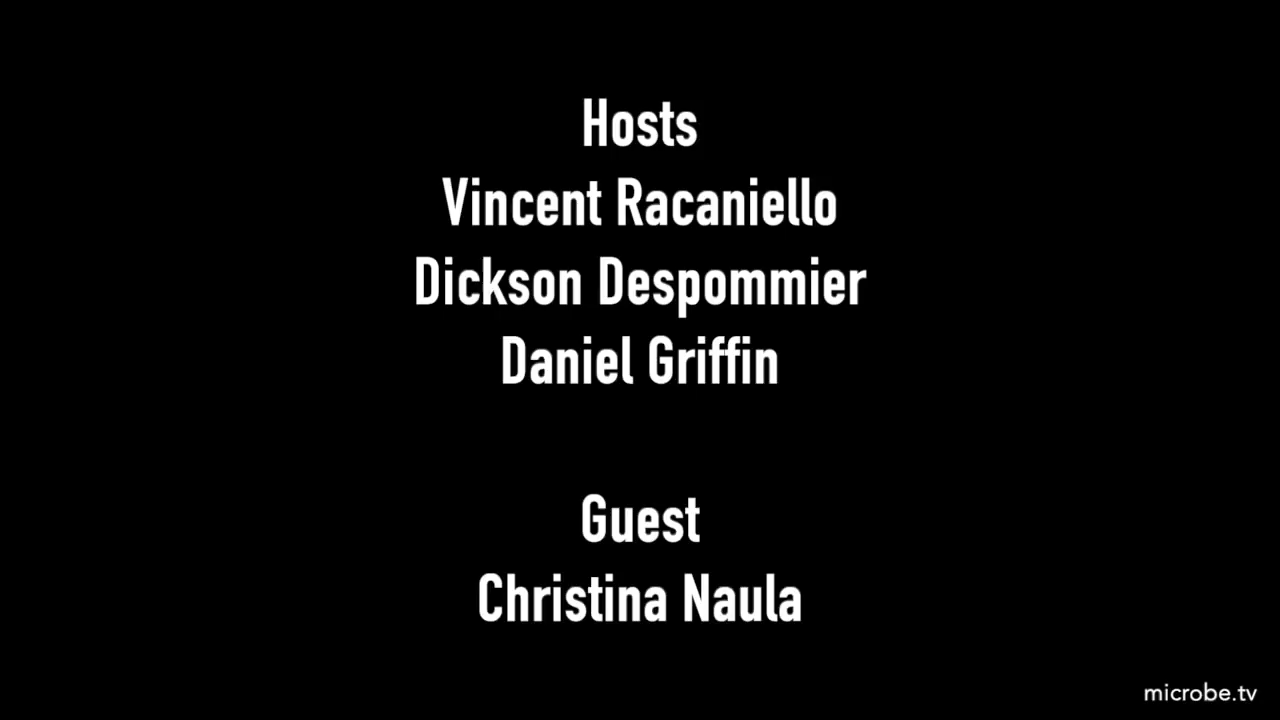 Hosts
Vincent Racaniello
Dickson Despommier
Daniel Griffin
Guest
Christina Naula
microbe.tv